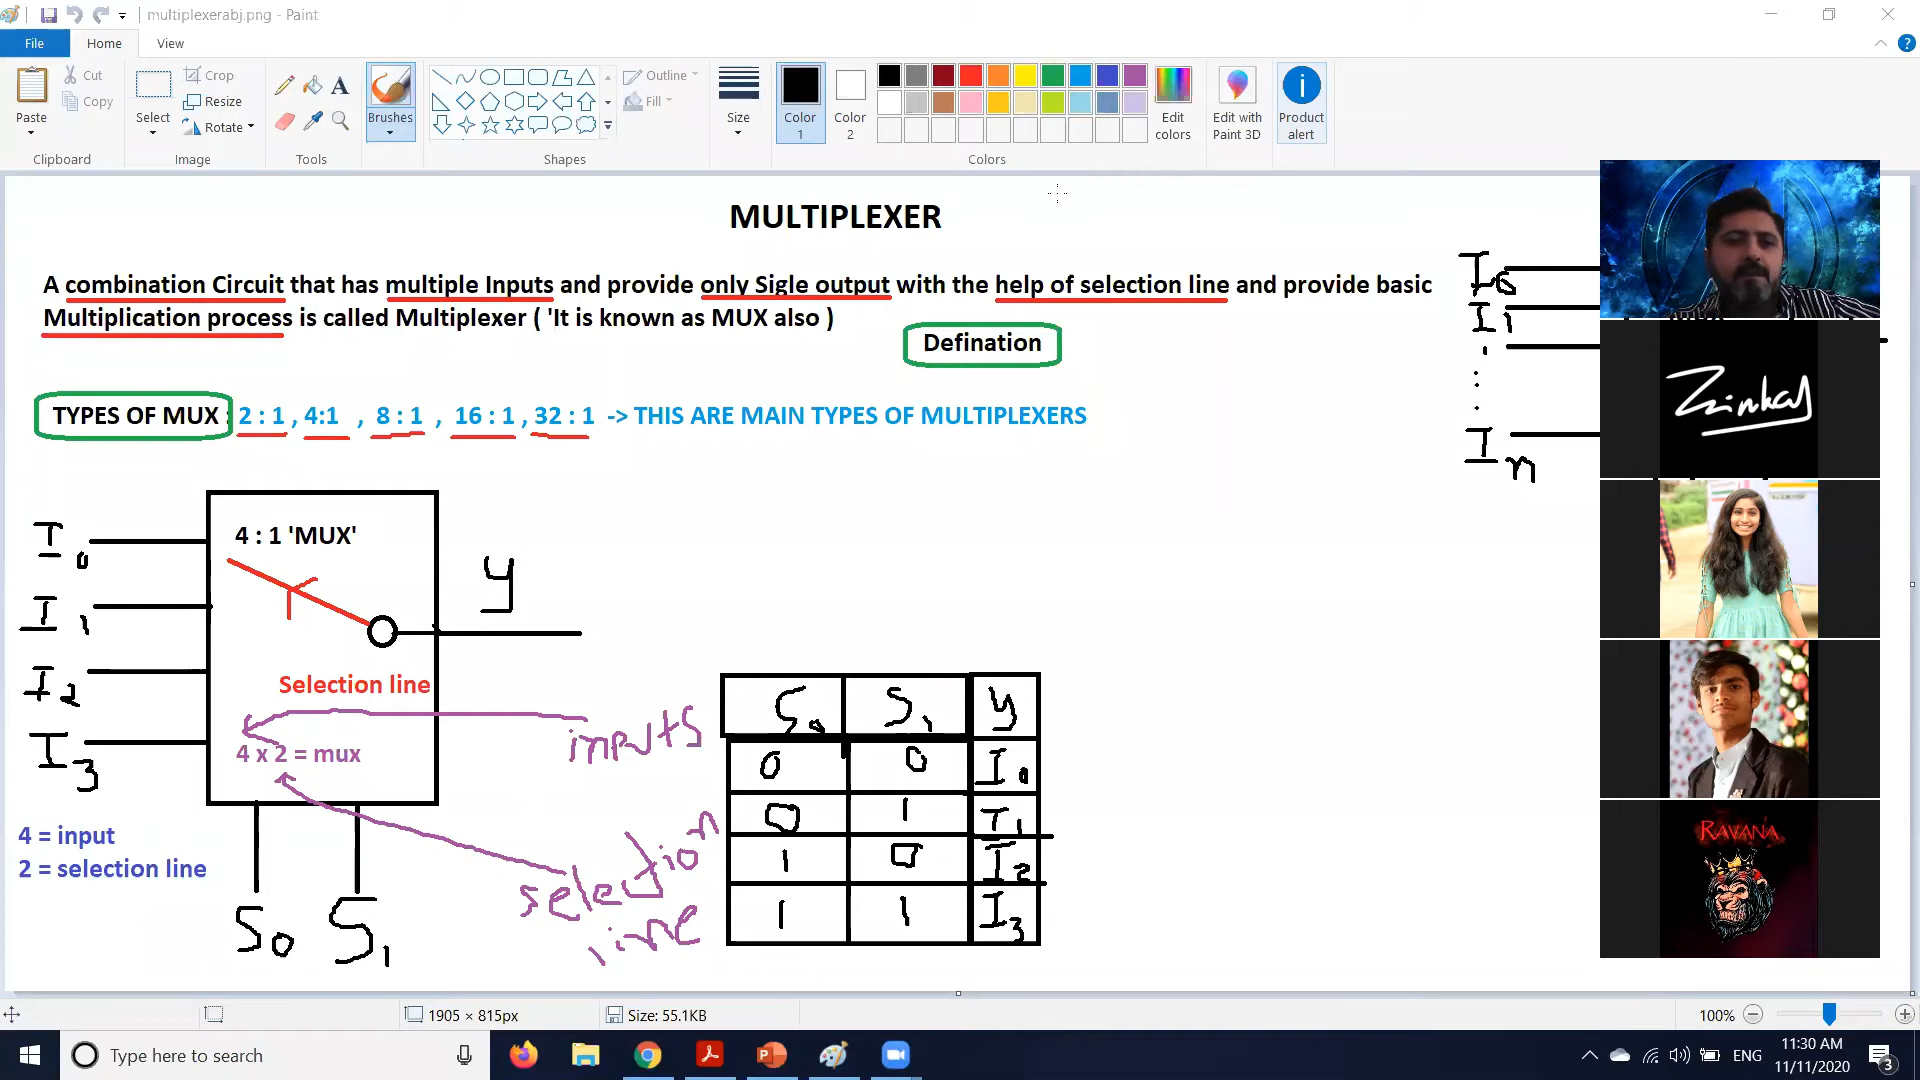 multiplexerabj.png - Paint
File Home View
Cut
Copy
Paste
Clipboard
Crop
Resize
Rotate
Select
Image
A
Tools
Brushes
Outline
Fill
Shapes
Size
Color 1
Color 2
Edit colors
Colors
Edit with Paint 3D
Product alert
MULTIPLEXER
A combination Circuit that has multiple Inputs and provide only Sigle output with the help of selection line and provide basic
Multiplication process is called Multiplexer ( 'It is known as MUX also )
Defination
TYPES OF MUX : 2 : 1 , 4:1 , 8 : 1 , 16 : 1 , 32 : 1 -> THIS ARE MAIN TYPES OF MULTIPLEXERS
I0
I1
In
4 : 1 'MUX'
I0
I1
I2
I3
y
Selection line
4 x 2 = mux
inputs
selection
line
4 = input
2 = selection line
S0 S1
S0 S1 y
0 0 I0
0 1 I1
1 0 I2
1 1 I3
RAVANA
1905 × 815px
Size: 55.1KB
100%
Type here to search
ENG
11:30 AM
11/11/2020
3